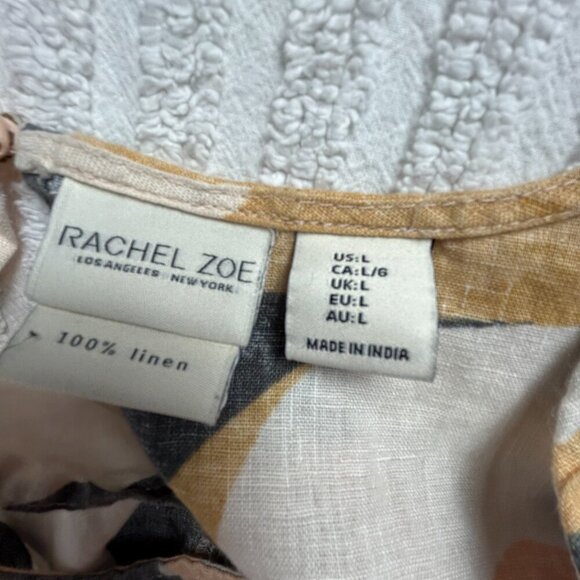 RACHEL ZOE
LOS ANGELES NEW YORK
100% linen
US: L
CA: L/G
UK: L
EU: L
AU: L
MADE IN INDIA